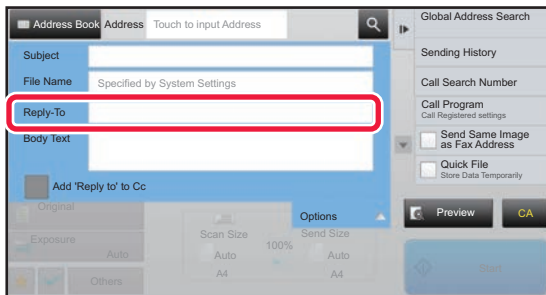 Address Book Address Touch to input Address
Subject
File Name Specified by System Settings
Reply-To
Body Text
Add 'Reply to' to Cc
Options
Original
Exposure
Auto
Others
Scan Size
Auto
A4
100%
Send Size
Auto
A4
Global Address Search
Sending History
Call Search Number
Call Program
Call Registered settings
Send Same Image
as Fax Address
Quick File
Store Data Temporarily
Preview
CA
Start